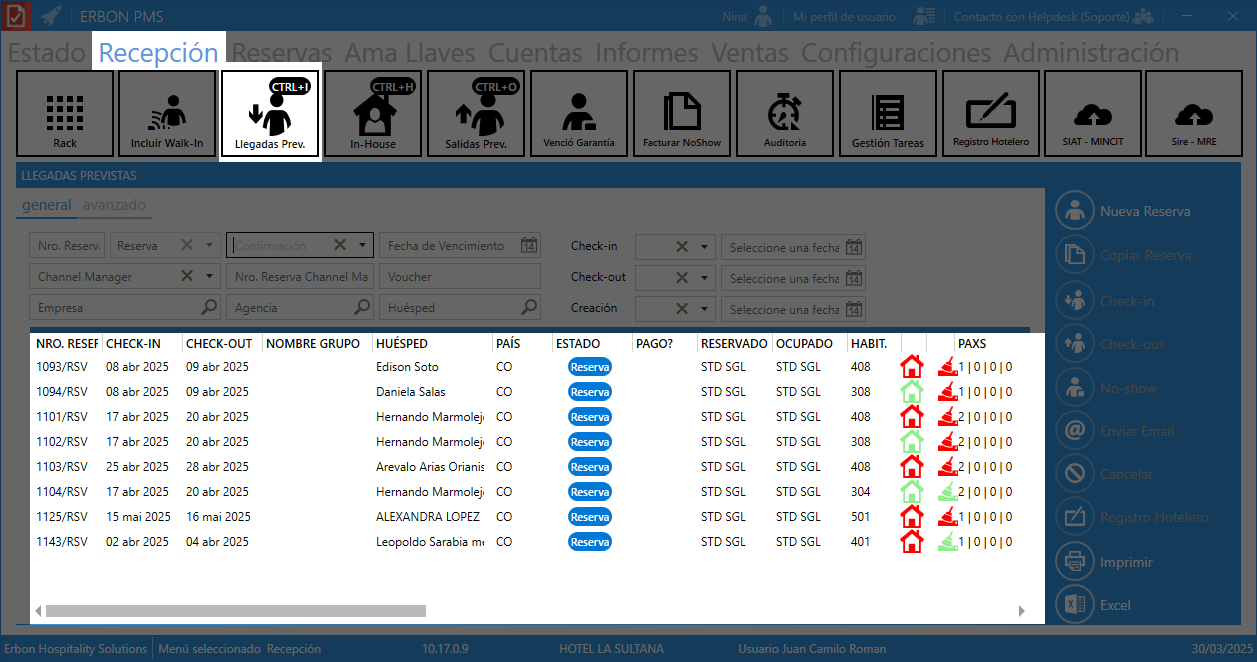 ERBON PMS
Nina
Mi perfil de usuario
Contacto con Helpdesk (Soporte)
Estado Recepción Reservas Ama Llaves Cuentas Informes Ventas Configuraciones Administración
CTRL+I CTRL+H CTRL+O
Rack Incluir Walk-In Llegadas Prev. In-House Salidas Prev. Venció Garantía Facturar NoShow Auditoria Gestión Tareas Registro Hotelero SIAT - MINCIT Sire - MRE
LLEGADAS PREVISTAS
general avanzado
Nro. Reserva Reserva Confirmación Fecha de Vencimiento 14 Check-in Seleccione una fecha 14
Channel Manager Nro. Reserva Channel Ma Voucher Check-out Seleccione una fecha 14
Empresa Agencia Huésped Creación Seleccione una fecha 14
NRO. RESEF CHECK-IN CHECK-OUT NOMBRE GRUPO HUÉSPED PAÍS ESTADO PAGO? RESERVADO OCUPADO HABIT. PAXS
1093/RSV 08 abr 2025 09 abr 2025 Edison Soto CO Reserva STD SGL STD SGL 408 1|0|0|0
1094/RSV 08 abr 2025 09 abr 2025 Daniela Salas CO Reserva STD SGL STD SGL 308 1|0|0|0
1101/RSV 17 abr 2025 20 abr 2025 Hernando Marmolejo CO Reserva STD SGL STD SGL 408 2|0|0|0
1102/RSV 17 abr 2025 20 abr 2025 Hernando Marmolejo CO Reserva STD SGL STD SGL 308 2|0|0|0
1103/RSV 25 abr 2025 28 abr 2025 Arevalo Arias Orianis CO Reserva STD SGL STD SGL 408 2|0|0|0
1104/RSV 17 abr 2025 20 abr 2025 Hernando Marmolejo CO Reserva STD SGL STD SGL 304 2|0|0|0
1125/RSV 15 mai 2025 16 mai 2025 ALEXANDRA LOPEZ CO Reserva STD SGL STD SGL 501 1|0|0|0
1143/RSV 02 abr 2025 04 abr 2025 Leopoldo Sarabia me CO Reserva STD SGL STD SGL 401 1|0|0|0
Nueva Reserva
Copiar Reserva
Check-in
Check-out
No-show
Enviar Email
Cancelar
Registro Hotelero
Imprimir
Excel
Erbon Hospitality Solutions Menú seleccionado Recepción 10.17.0.9 HOTEL LA SULTANA Usuario Juan Camilo Roman 30/03/2025